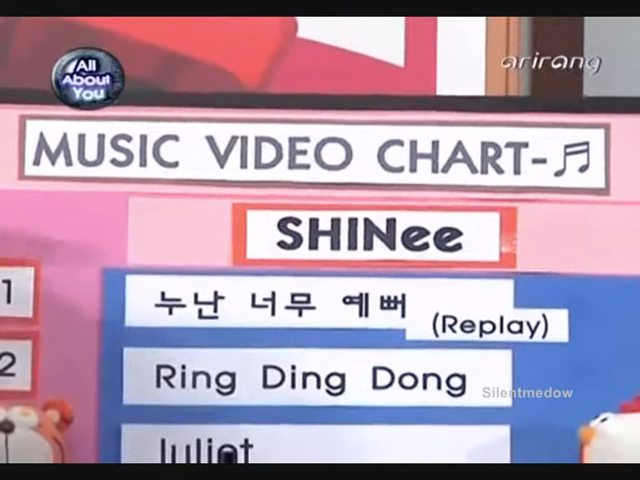 All
About
You
arirang
MUSIC VIDEO CHART-♬
SHINee
1
누난 너무 예뻐
(Replay)
2
Ring Ding Dong
Silentmedow
Juliet